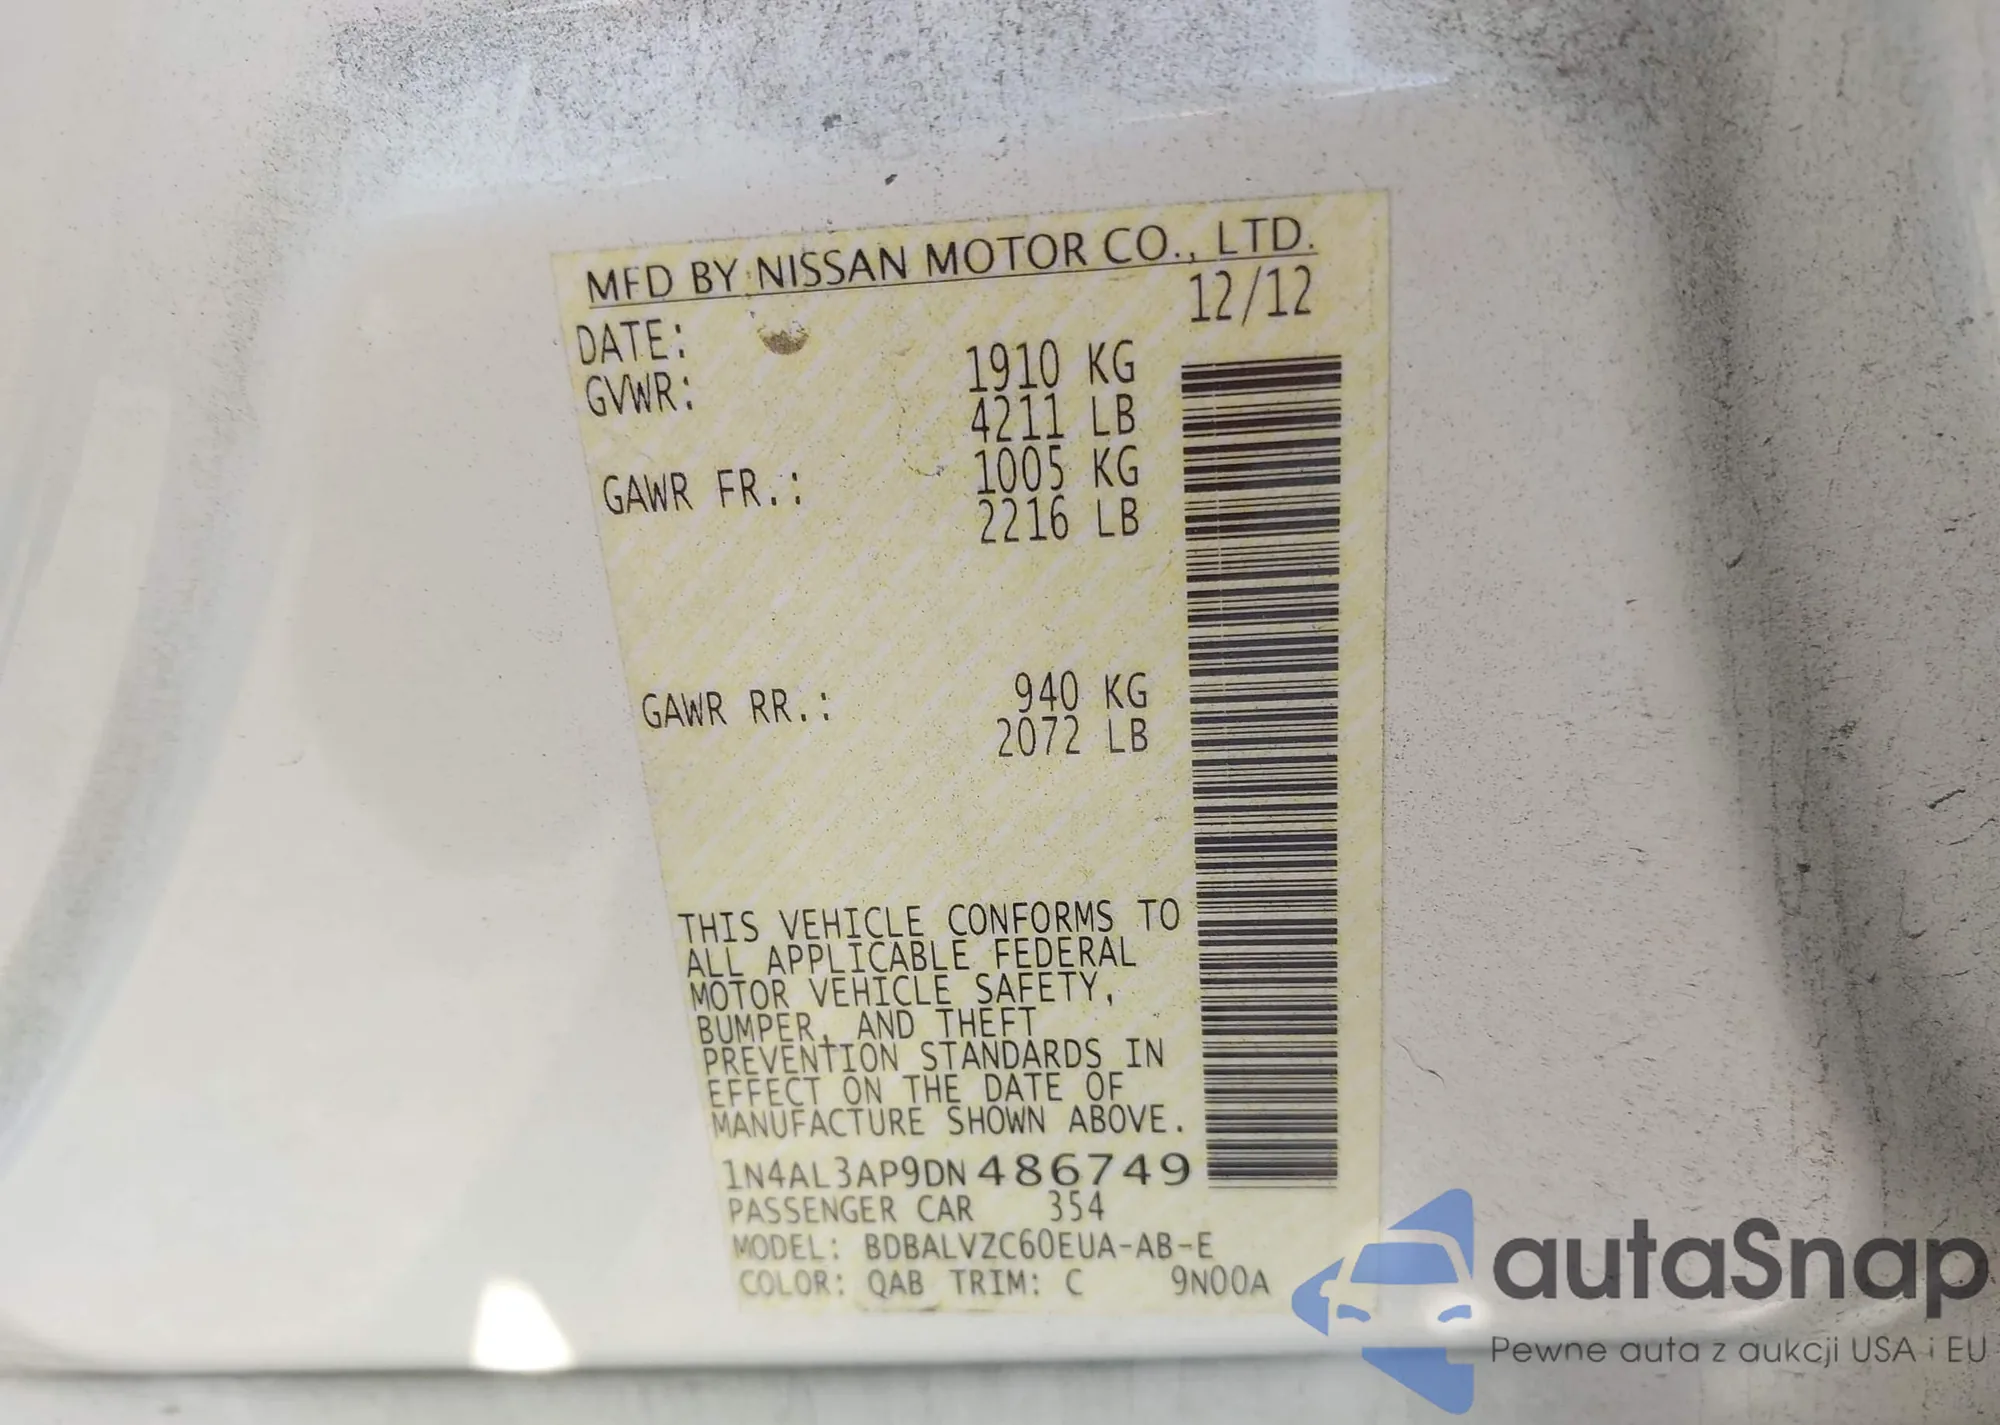 MFD BY NISSAN MOTOR CO., LTD.
DATE: 12/12
GVWR: 1910 KG
4211 LB
GAWR FR.: 1005 KG
2216 LB
GAWR RR.: 940 KG
2072 LB
THIS VEHICLE CONFORMS TO
ALL APPLICABLE FEDERAL
MOTOR VEHICLE SAFETY,
BUMPER, AND THEFT
PREVENTION STANDARDS IN
EFFECT ON THE DATE OF
MANUFACTURE SHOWN ABOVE.
1N4AL3AP9DN486749
PASSENGER CAR 354
MODEL: BDBALVZC60EUA-AB-E
COLOR: QAB TRIM: C 9N00A
autaSnap
Pewne auta z aukcji USA i EU